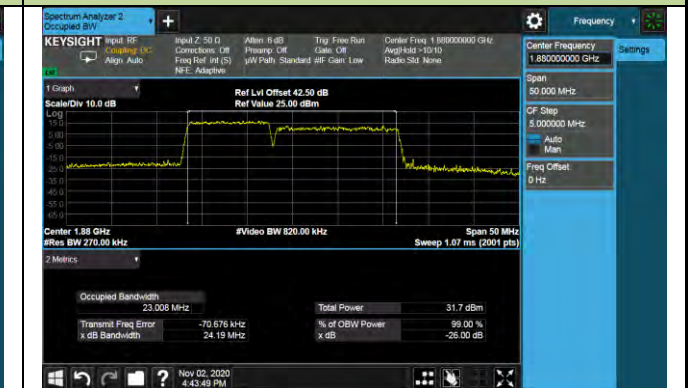 Spectrum Analyzer 2
Occupied BW
Frequency
KEYSIGHT Input: RF
Coupling: DC
Align: Auto
Input Z: 50 Ω
Corrections: Off
Freq Ref: Int (S)
NFE: Adaptive
Atten: 6 dB
Preamp: Off
µW Path: Standard
Trig: Free Run
Gate: Off
#IF Gain: Low
Center Freq: 1.880000000 GHz
Avg|Hold:>10/10
Radio Std: None
Center Frequency
1.880000000 GHz
Settings
Span
50.000 MHz
CF Step
5.000000 MHz
Auto
Man
Freq Offset
0 Hz
1 Graph
Scale/Div 10.0 dB
Ref Lvl Offset 42.50 dB
Ref Value 25.00 dBm
Log
15.0
5.00
-5.00
-15.0
-25.0
-35.0
-45.0
-55.0
-65.0
Center 1.88 GHz
#Res BW 270.00 kHz
#Video BW 820.00 kHz
Span 50 MHz
Sweep 1.07 ms (2001 pts)
2 Metrics
Occupied Bandwidth
23.008 MHz
Total Power 31.7 dBm
Transmit Freq Error -70.676 kHz
% of OBW Power 99.00 %
x dB Bandwidth 24.19 MHz
x dB -26.00 dB
Nov 02, 2020
4:43:49 PM